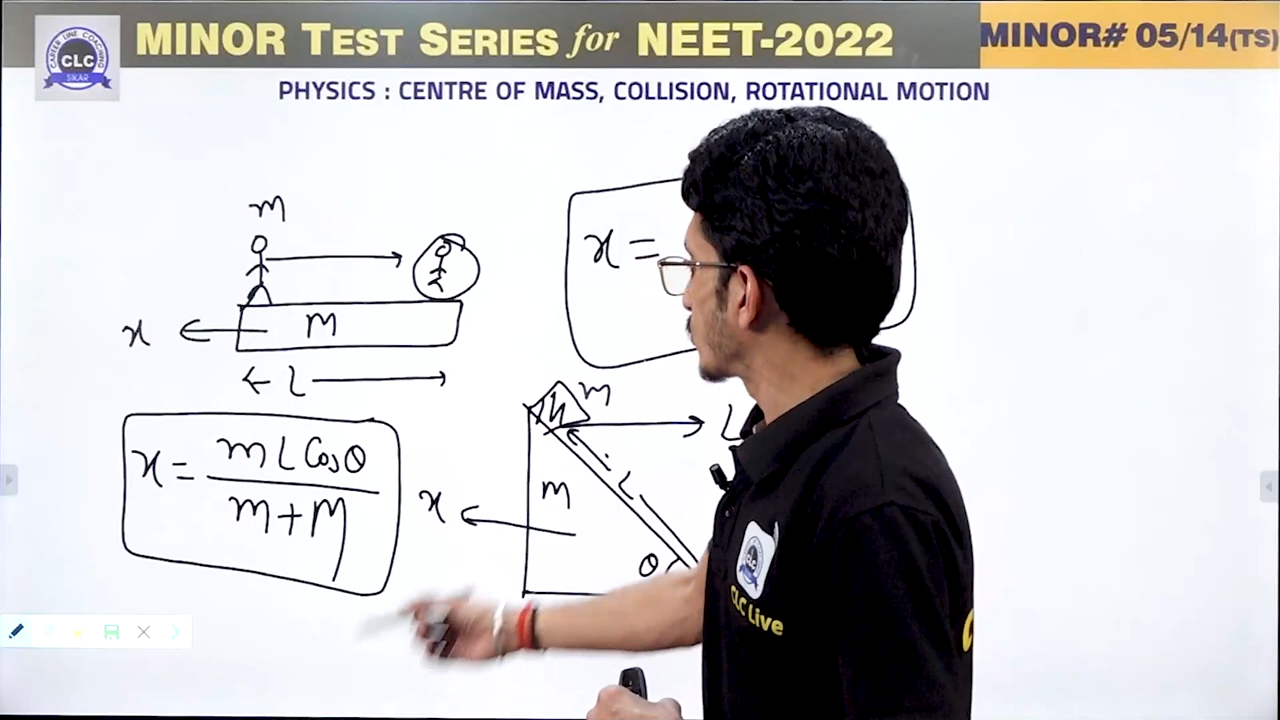 CAREER LINE COACHING
CLC
SIKAR
MINOR TEST SERIES for NEET-2022
MINOR# 05/14(TS)
PHYSICS : CENTRE OF MASS, COLLISION, ROTATIONAL MOTION
m
x =
x
M
L
m
L
x = mL Cosθ / m+M
x
M
L
θ
CLC
CLC Live